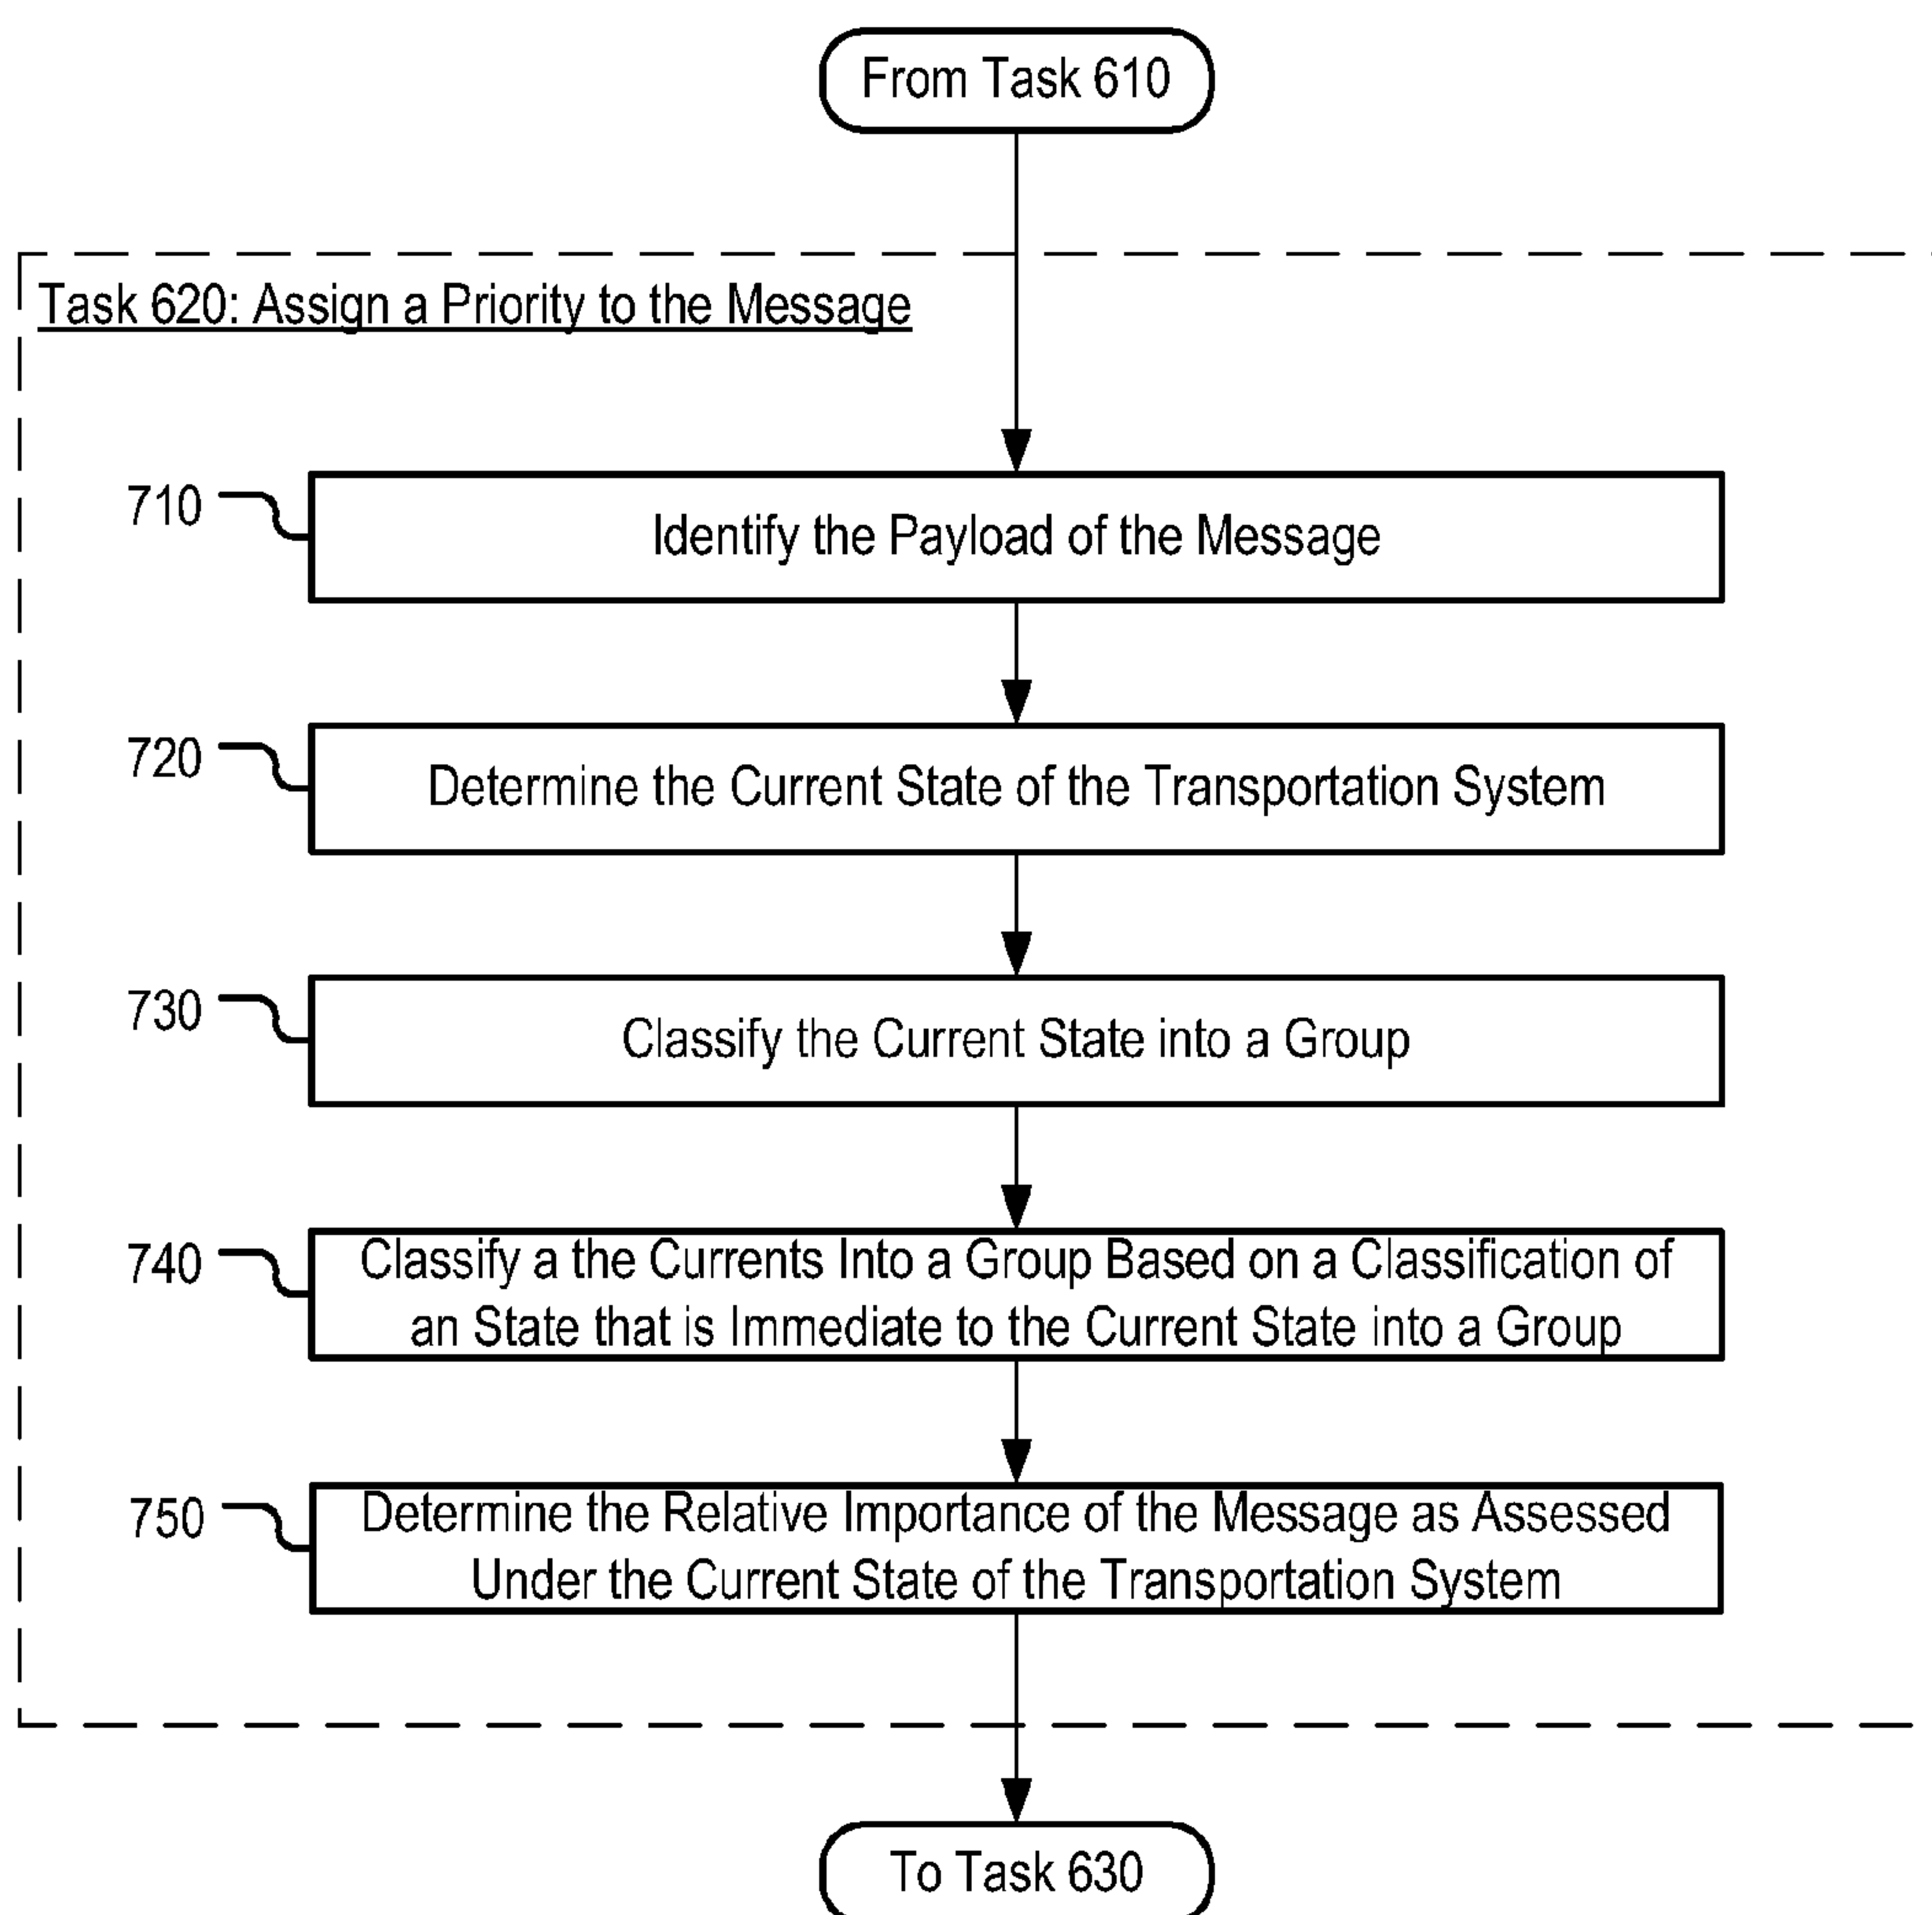 From Task 610
Task 620: Assign a Priority to the Message
710
Identify the Payload of the Message
720
Determine the Current State of the Transportation System
730
Classify the Current State into a Group
740
Classify a the Currents Into a Group Based on a Classification of
an State that is Immediate to the Current State into a Group
750
Determine the Relative Importance of the Message as Assessed
Under the Current State of the Transportation System
To Task 630